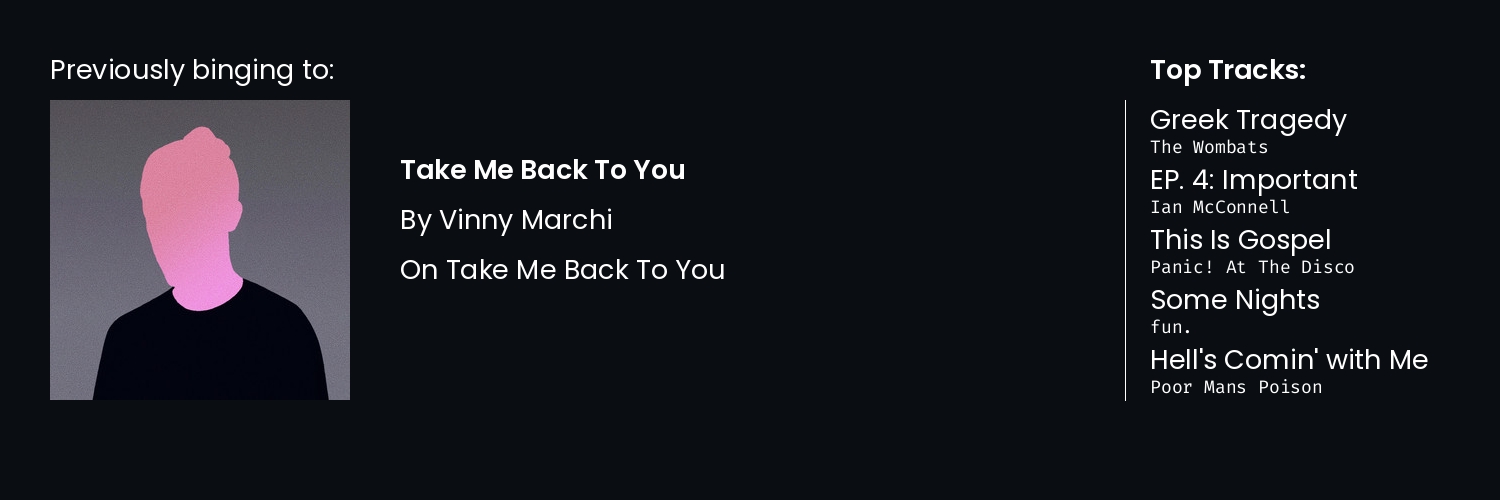 Previously binging to:
Take Me Back To You
By Vinny Marchi
On Take Me Back To You
Top Tracks:
Greek Tragedy
The Wombats
EP. 4: Important
Ian McConnell
This Is Gospel
Panic! At The Disco
Some Nights
fun.
Hell's Comin' with Me
Poor Mans Poison